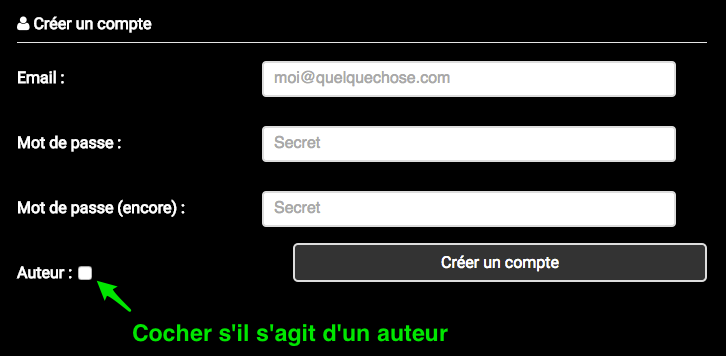 Créer un compte
Email :
moi@quelquechose.com
Mot de passe :
Secret
Mot de passe (encore) :
Secret
Auteur :
Créer un compte
Cocher s'il s'agit d'un auteur